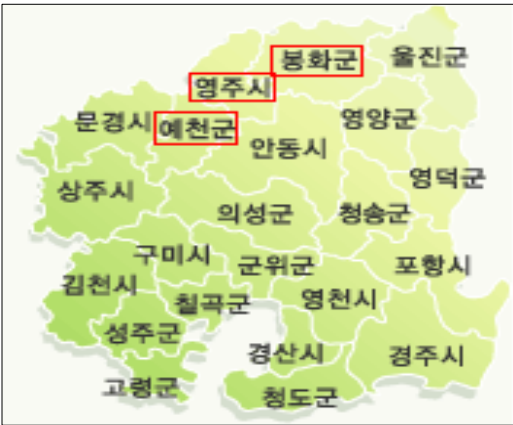 봉화군
울진군
영주시
문경시
예천군
영양군
안동시
영덕군
상주시
의성군
청송군
구미시
군위군
포항시
김천시
칠곡군
영천시
성주군
경산시
경주시
고령군
청도군